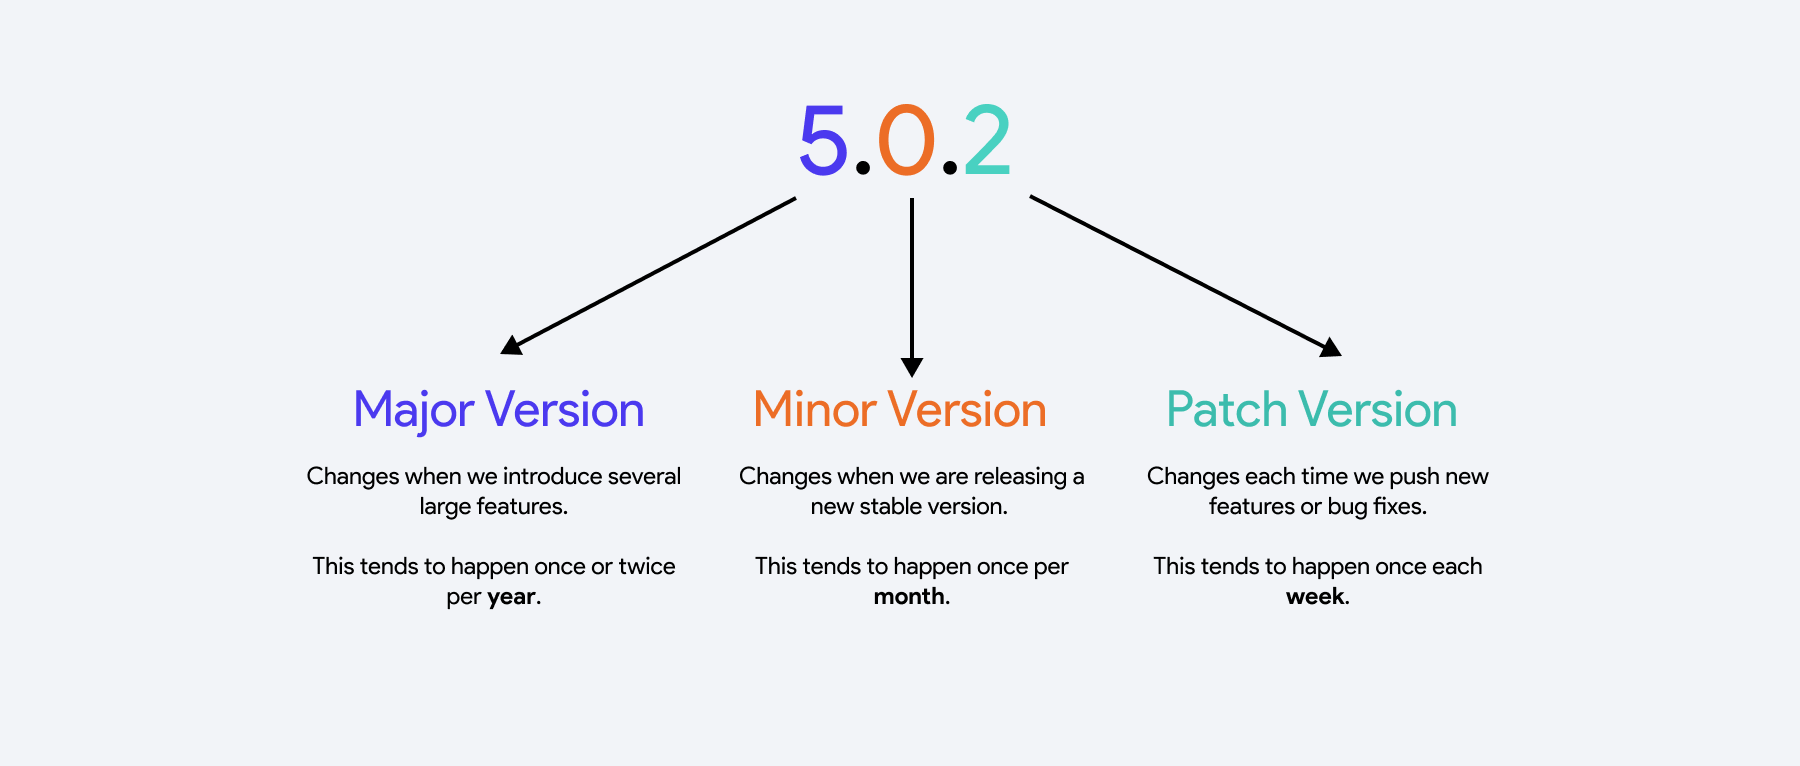 5.0.2
Major Version
Changes when we introduce several
large features.
This tends to happen once or twice
per year.
Minor Version
Changes when we are releasing a
new stable version.
This tends to happen once per
month.
Patch Version
Changes each time we push new
features or bug fixes.
This tends to happen once each
week.